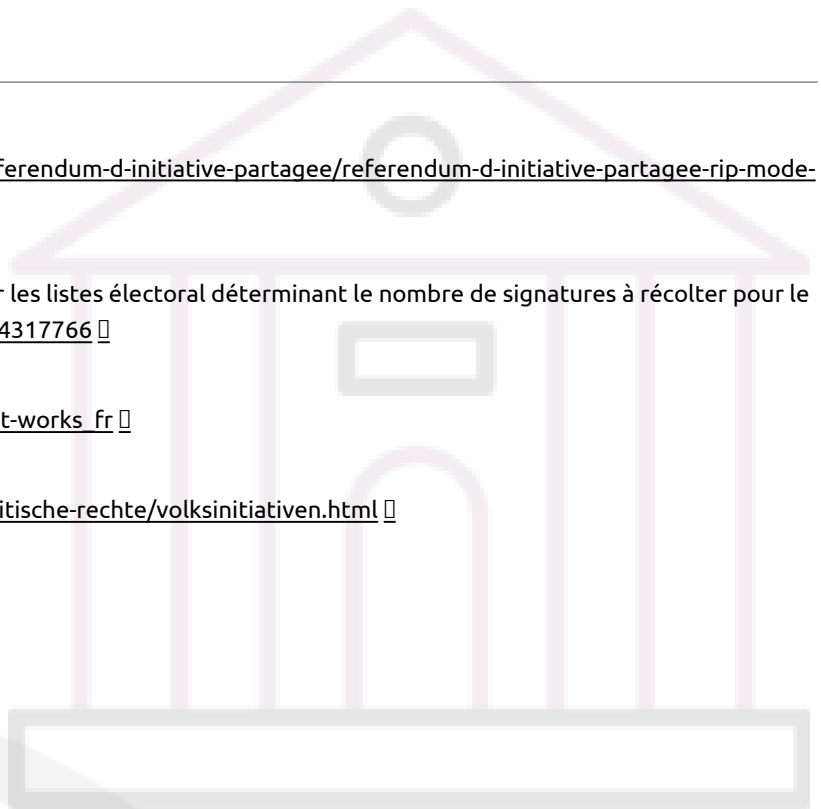 ferendum-d-initiative-partagee/referendum-d-initiative-partagee-rip-mode-
r les listes électoral déterminant le nombre de signatures à récolter pour le
4317766
t-works_fr
itische-rechte/volksinitiativen.html